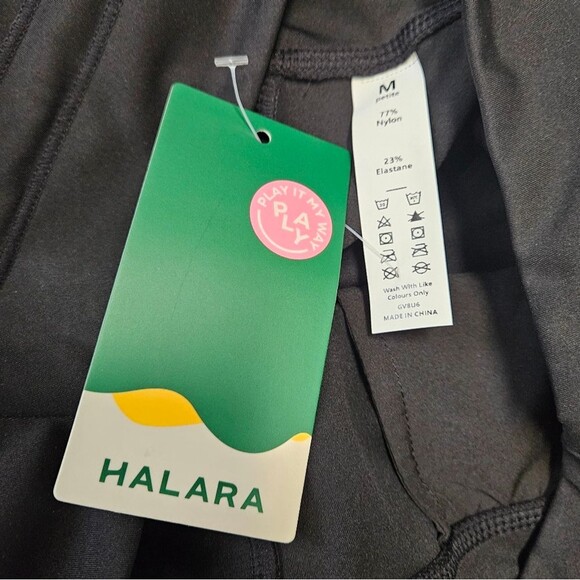 PLAY IT MY WAY
PLAY
HALARA
M
petite
77%
Nylon
23%
Elastane
Wash With Like
Colours Only
GV8U6
MADE IN CHINA